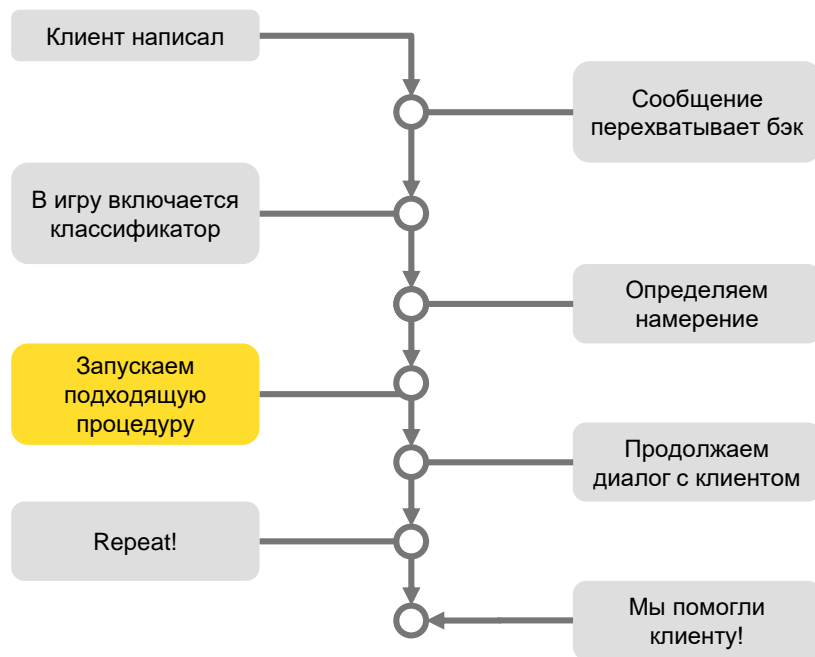 Клиент написал
Сообщение
перехватывает бэк
В игру включается
классификатор
Определяем
намерение
Запускаем
подходящую
процедуру
Продолжаем
диалог с клиентом
Repeat!
Мы помогли
клиенту!